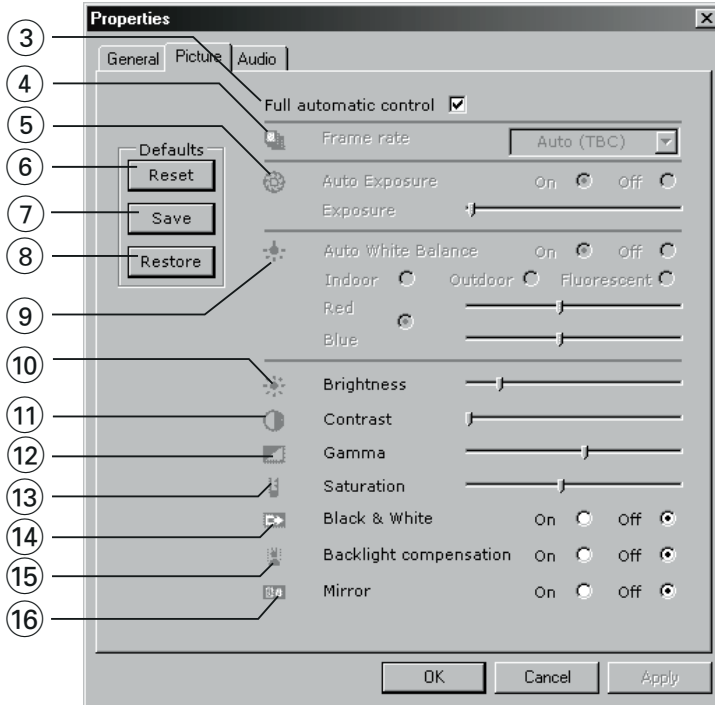 Properties
General Picture Audio
③ Full automatic control
④ Frame rate Auto (TBC)
Defaults
⑤ Auto Exposure On Off
⑥ Reset
Exposure
⑦ Save
⑧ Restore
⑨ Auto White Balance On Off
Indoor Outdoor Fluorescent
Red
Blue
⑩ Brightness
⑪ Contrast
⑫ Gamma
⑬ Saturation
⑭ Black & White On Off
⑮ Backlight compensation On Off
⑯ Mirror On Off
OK Cancel Apply